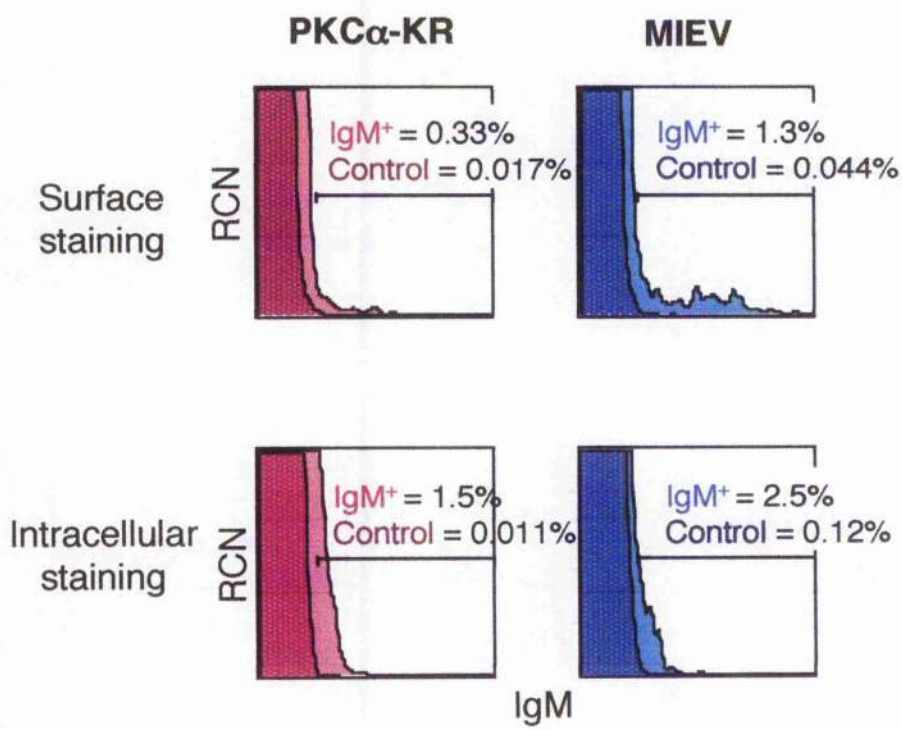 PKCα-KR
MIEV
Surface
staining
RCN
IgM⁺ = 0.33%
Control = 0.017%
IgM⁺ = 1.3%
Control = 0.044%
Intracellular
staining
RCN
IgM⁺ = 1.5%
Control = 0.011%
IgM⁺ = 2.5%
Control = 0.12%
IgM